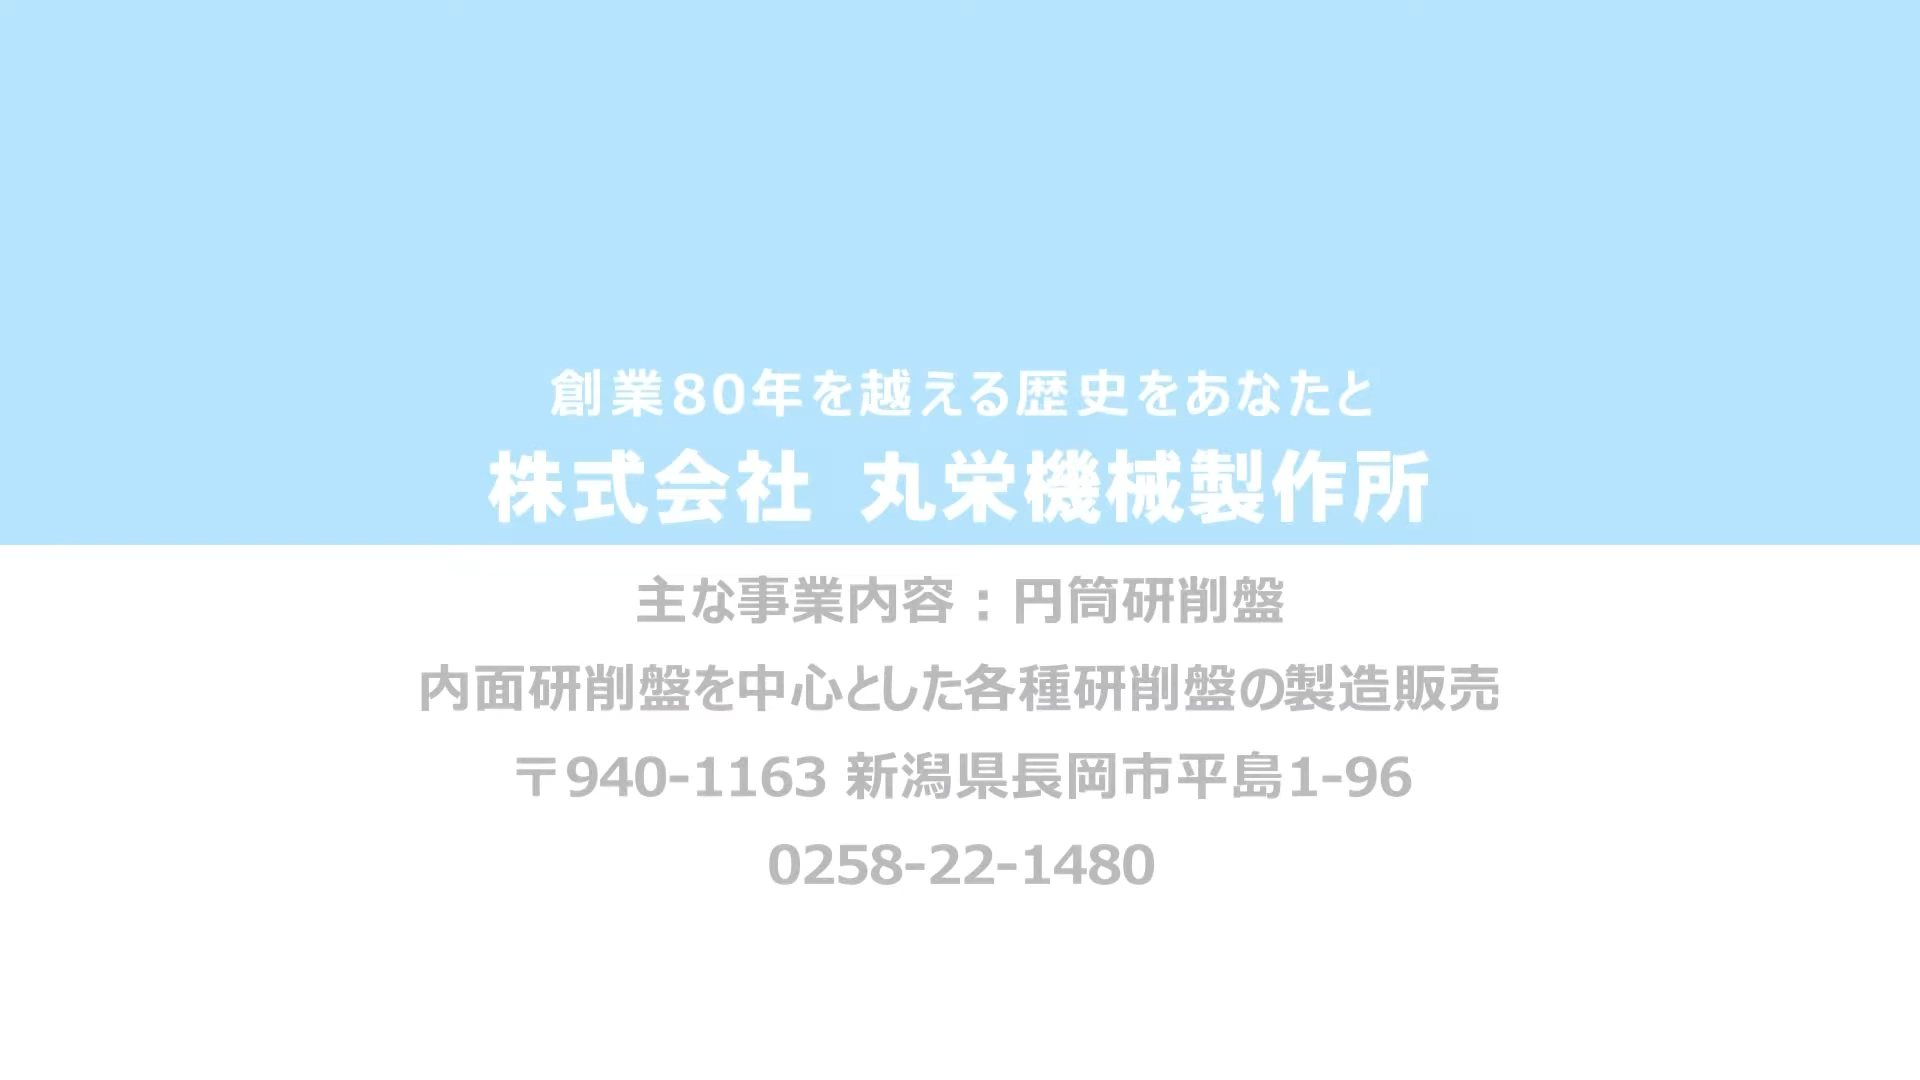 創業80年を越える歴史をあなたと
株式会社 丸栄機械製作所
主な事業内容：円筒研削盤
内面研削盤を中心とした各種研削盤の製造販売
〒940-1163 新潟県長岡市平島1-96
0258-22-1480